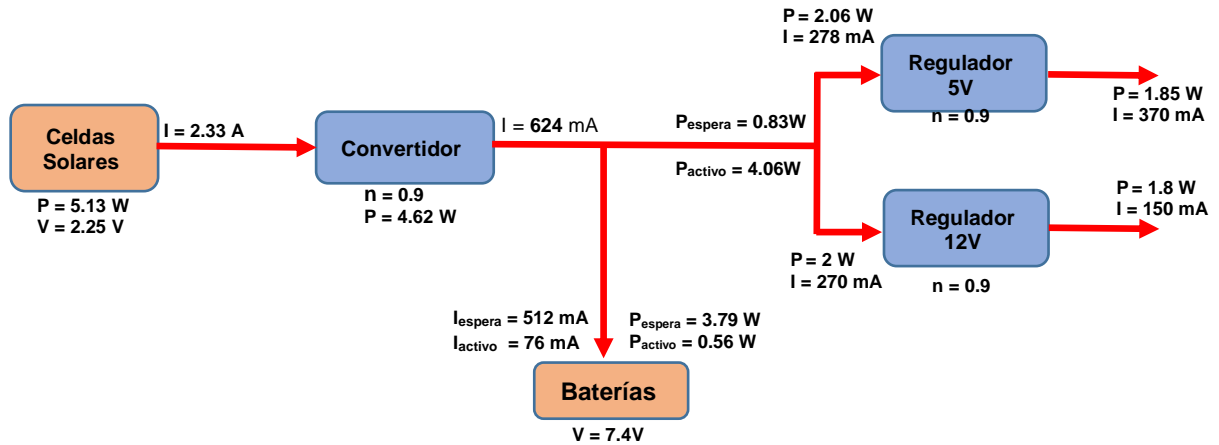 P = 2.06 W
I = 278 mA
Regulador
5V
n = 0.9
P = 1.85 W
I = 370 mA
Celdas
Solares
P = 5.13 W
V = 2.25 V
I = 2.33 A
Convertidor
n = 0.9
P = 4.62 W
I = 624 mA
Pespera = 0.83W
Pactivo = 4.06W
P = 2 W
I = 270 mA
Regulador
12V
n = 0.9
P = 1.8 W
I = 150 mA
Iespera = 512 mA
Iactivo = 76 mA
Pespera = 3.79 W
Pactivo = 0.56 W
Baterías
V = 7.4V